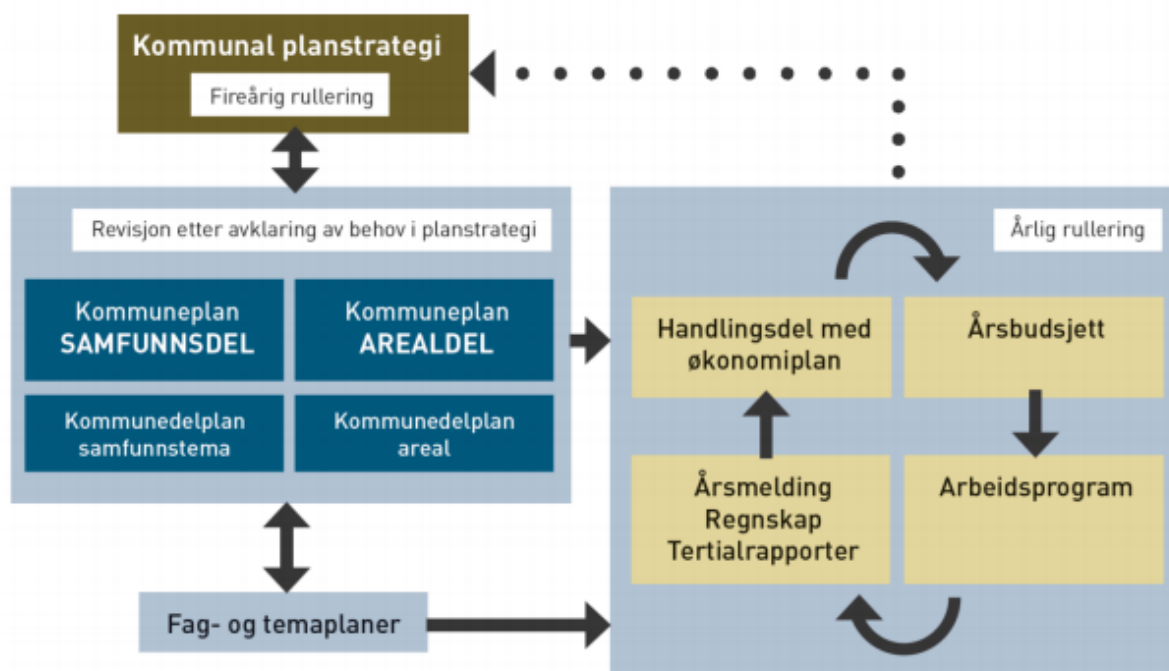 Kommunal planstrategi
Fireårig rullering
Revisjon etter avklaring av behov i planstrategi
Kommuneplan
SAMFUNNSDEL
Kommuneplan
AREALDEL
Kommunedelplan
samfunnstema
Kommunedelplan
areal
Fag- og temaplaner
Årlig rullering
Handlingsdel med
økonomiplan
Årsbudsjett
Årsmelding
Regnskap
Tertialrapporter
Arbeidsprogram